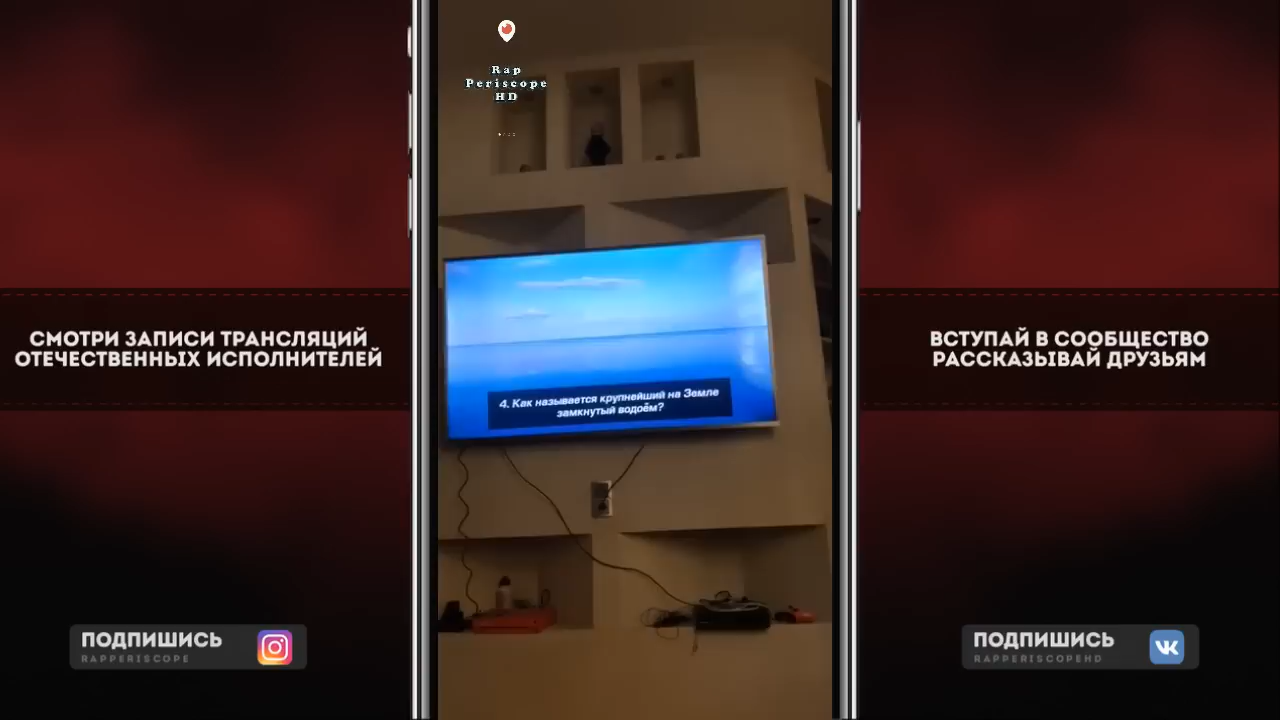 Rap
Periscope
HD
СМОТРИ ЗАПИСИ ТРАНСЛЯЦИЙ
ОТЕЧЕСТВЕННЫХ ИСПОЛНИТЕЛЕЙ
ВСТУПАЙ В СООБЩЕСТВО
РАССКАЗЫВАЙ ДРУЗЬЯМ
4. Как называется крупнейший на Земле
замкнутый водоём?
ПОДПИШИСЬ
RAPPERISCOPE
ПОДПИШИСЬ
RAPPERISCOPEHD